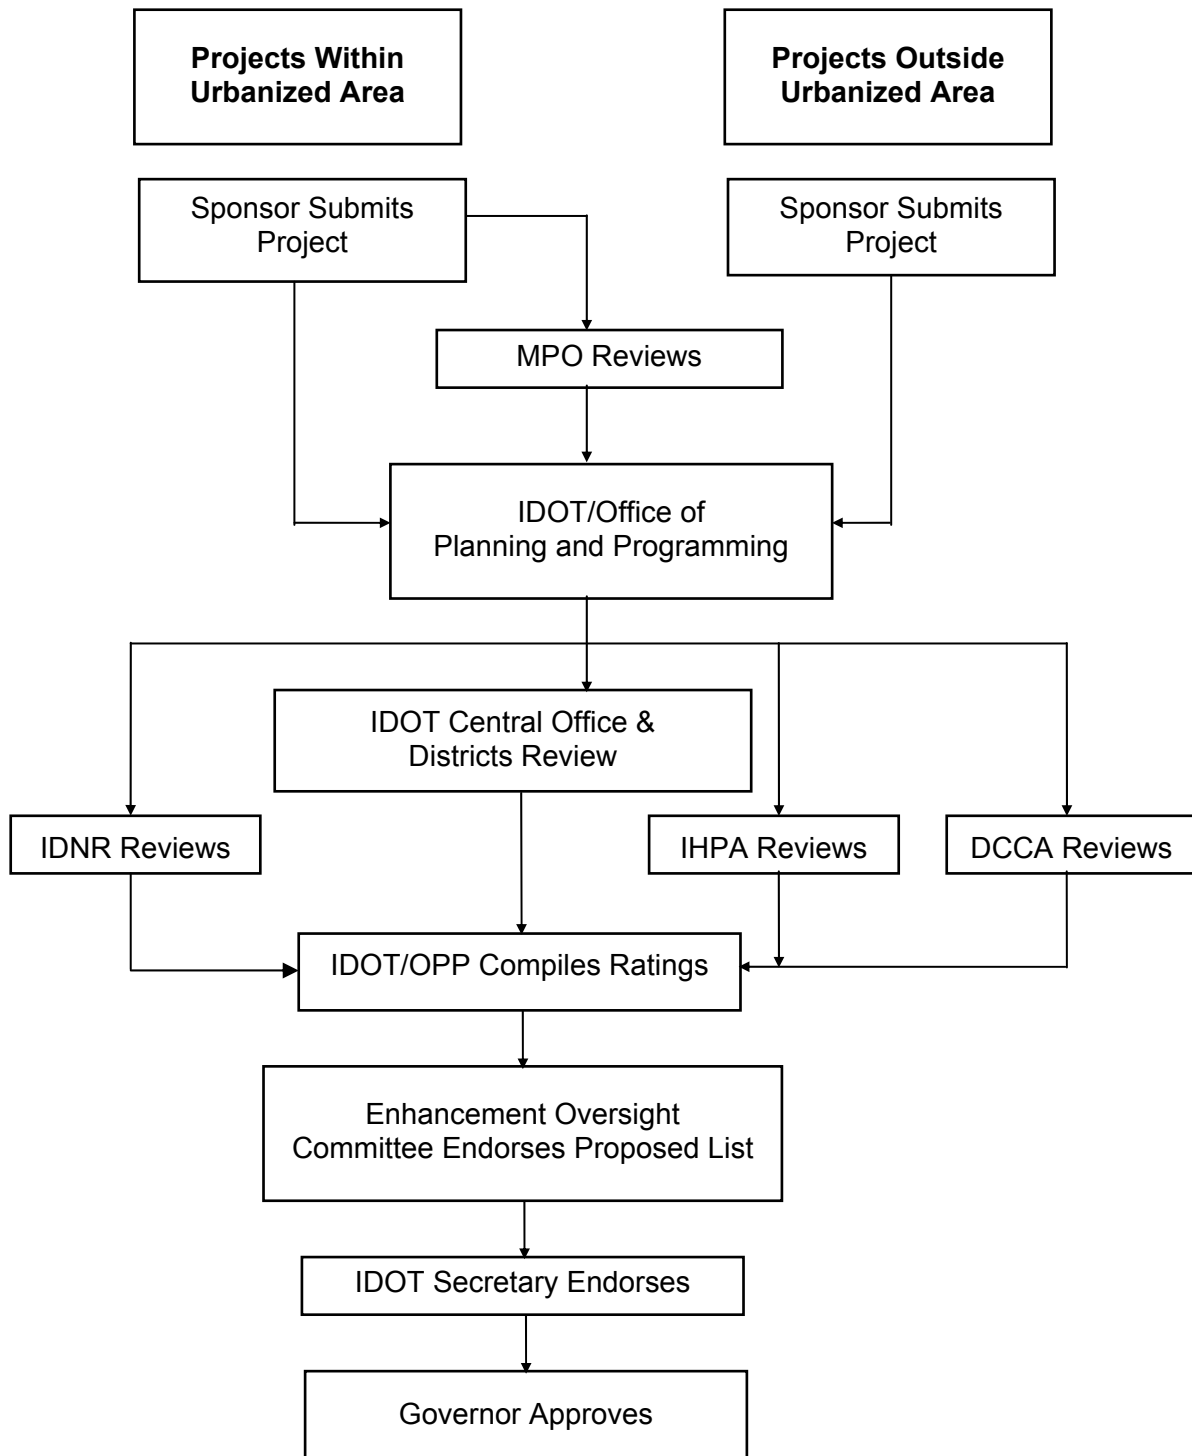 Projects Within
Urbanized Area
Projects Outside
Urbanized Area
Sponsor Submits
Project
Sponsor Submits
Project
MPO Reviews
IDOT/Office of
Planning and Programming
IDOT Central Office &
Districts Review
IDNR Reviews
IHPA Reviews
DCCA Reviews
IDOT/OPP Compiles Ratings
Enhancement Oversight
Committee Endorses Proposed List
IDOT Secretary Endorses
Governor Approves